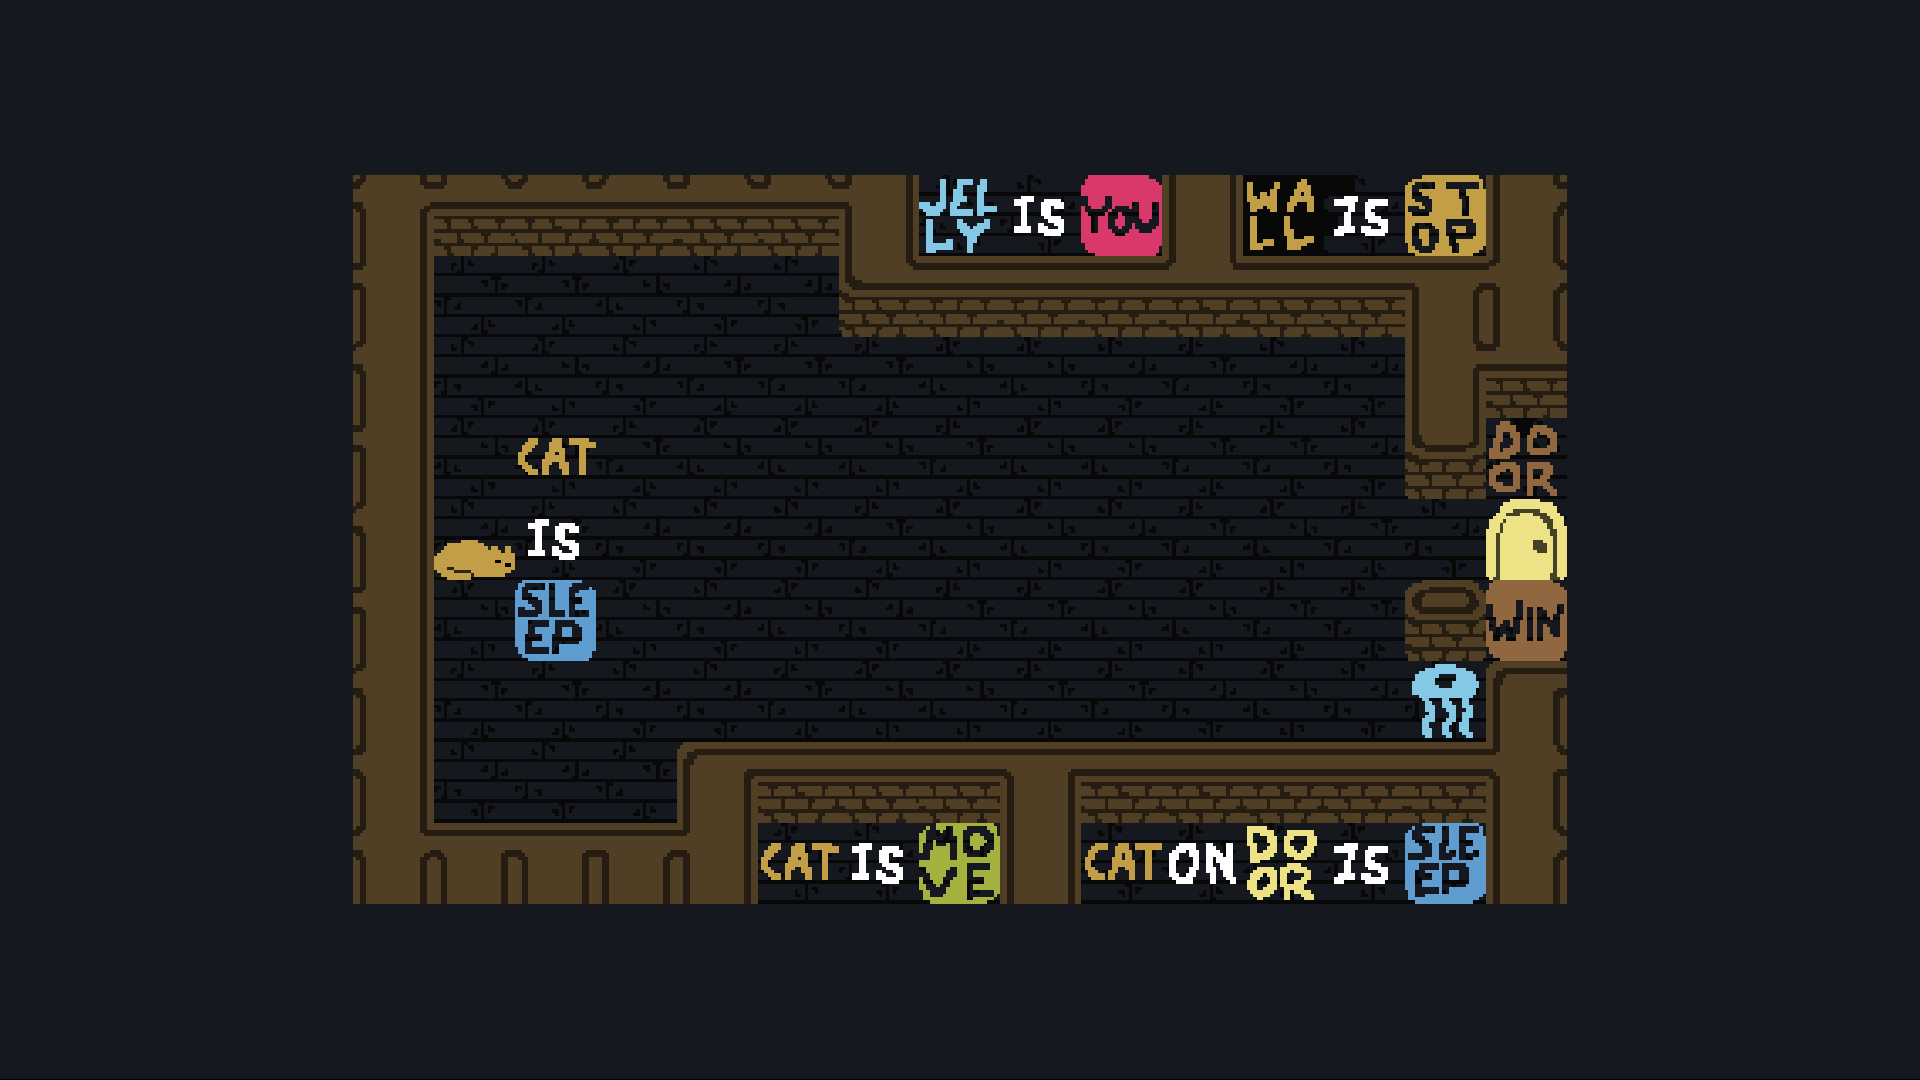 JELLY IS YOU
WALL IS STOP
CAT
IS
SLEEP
DOOR
WIN
CAT IS MOVE
CAT ON DOOR IS SLEEP